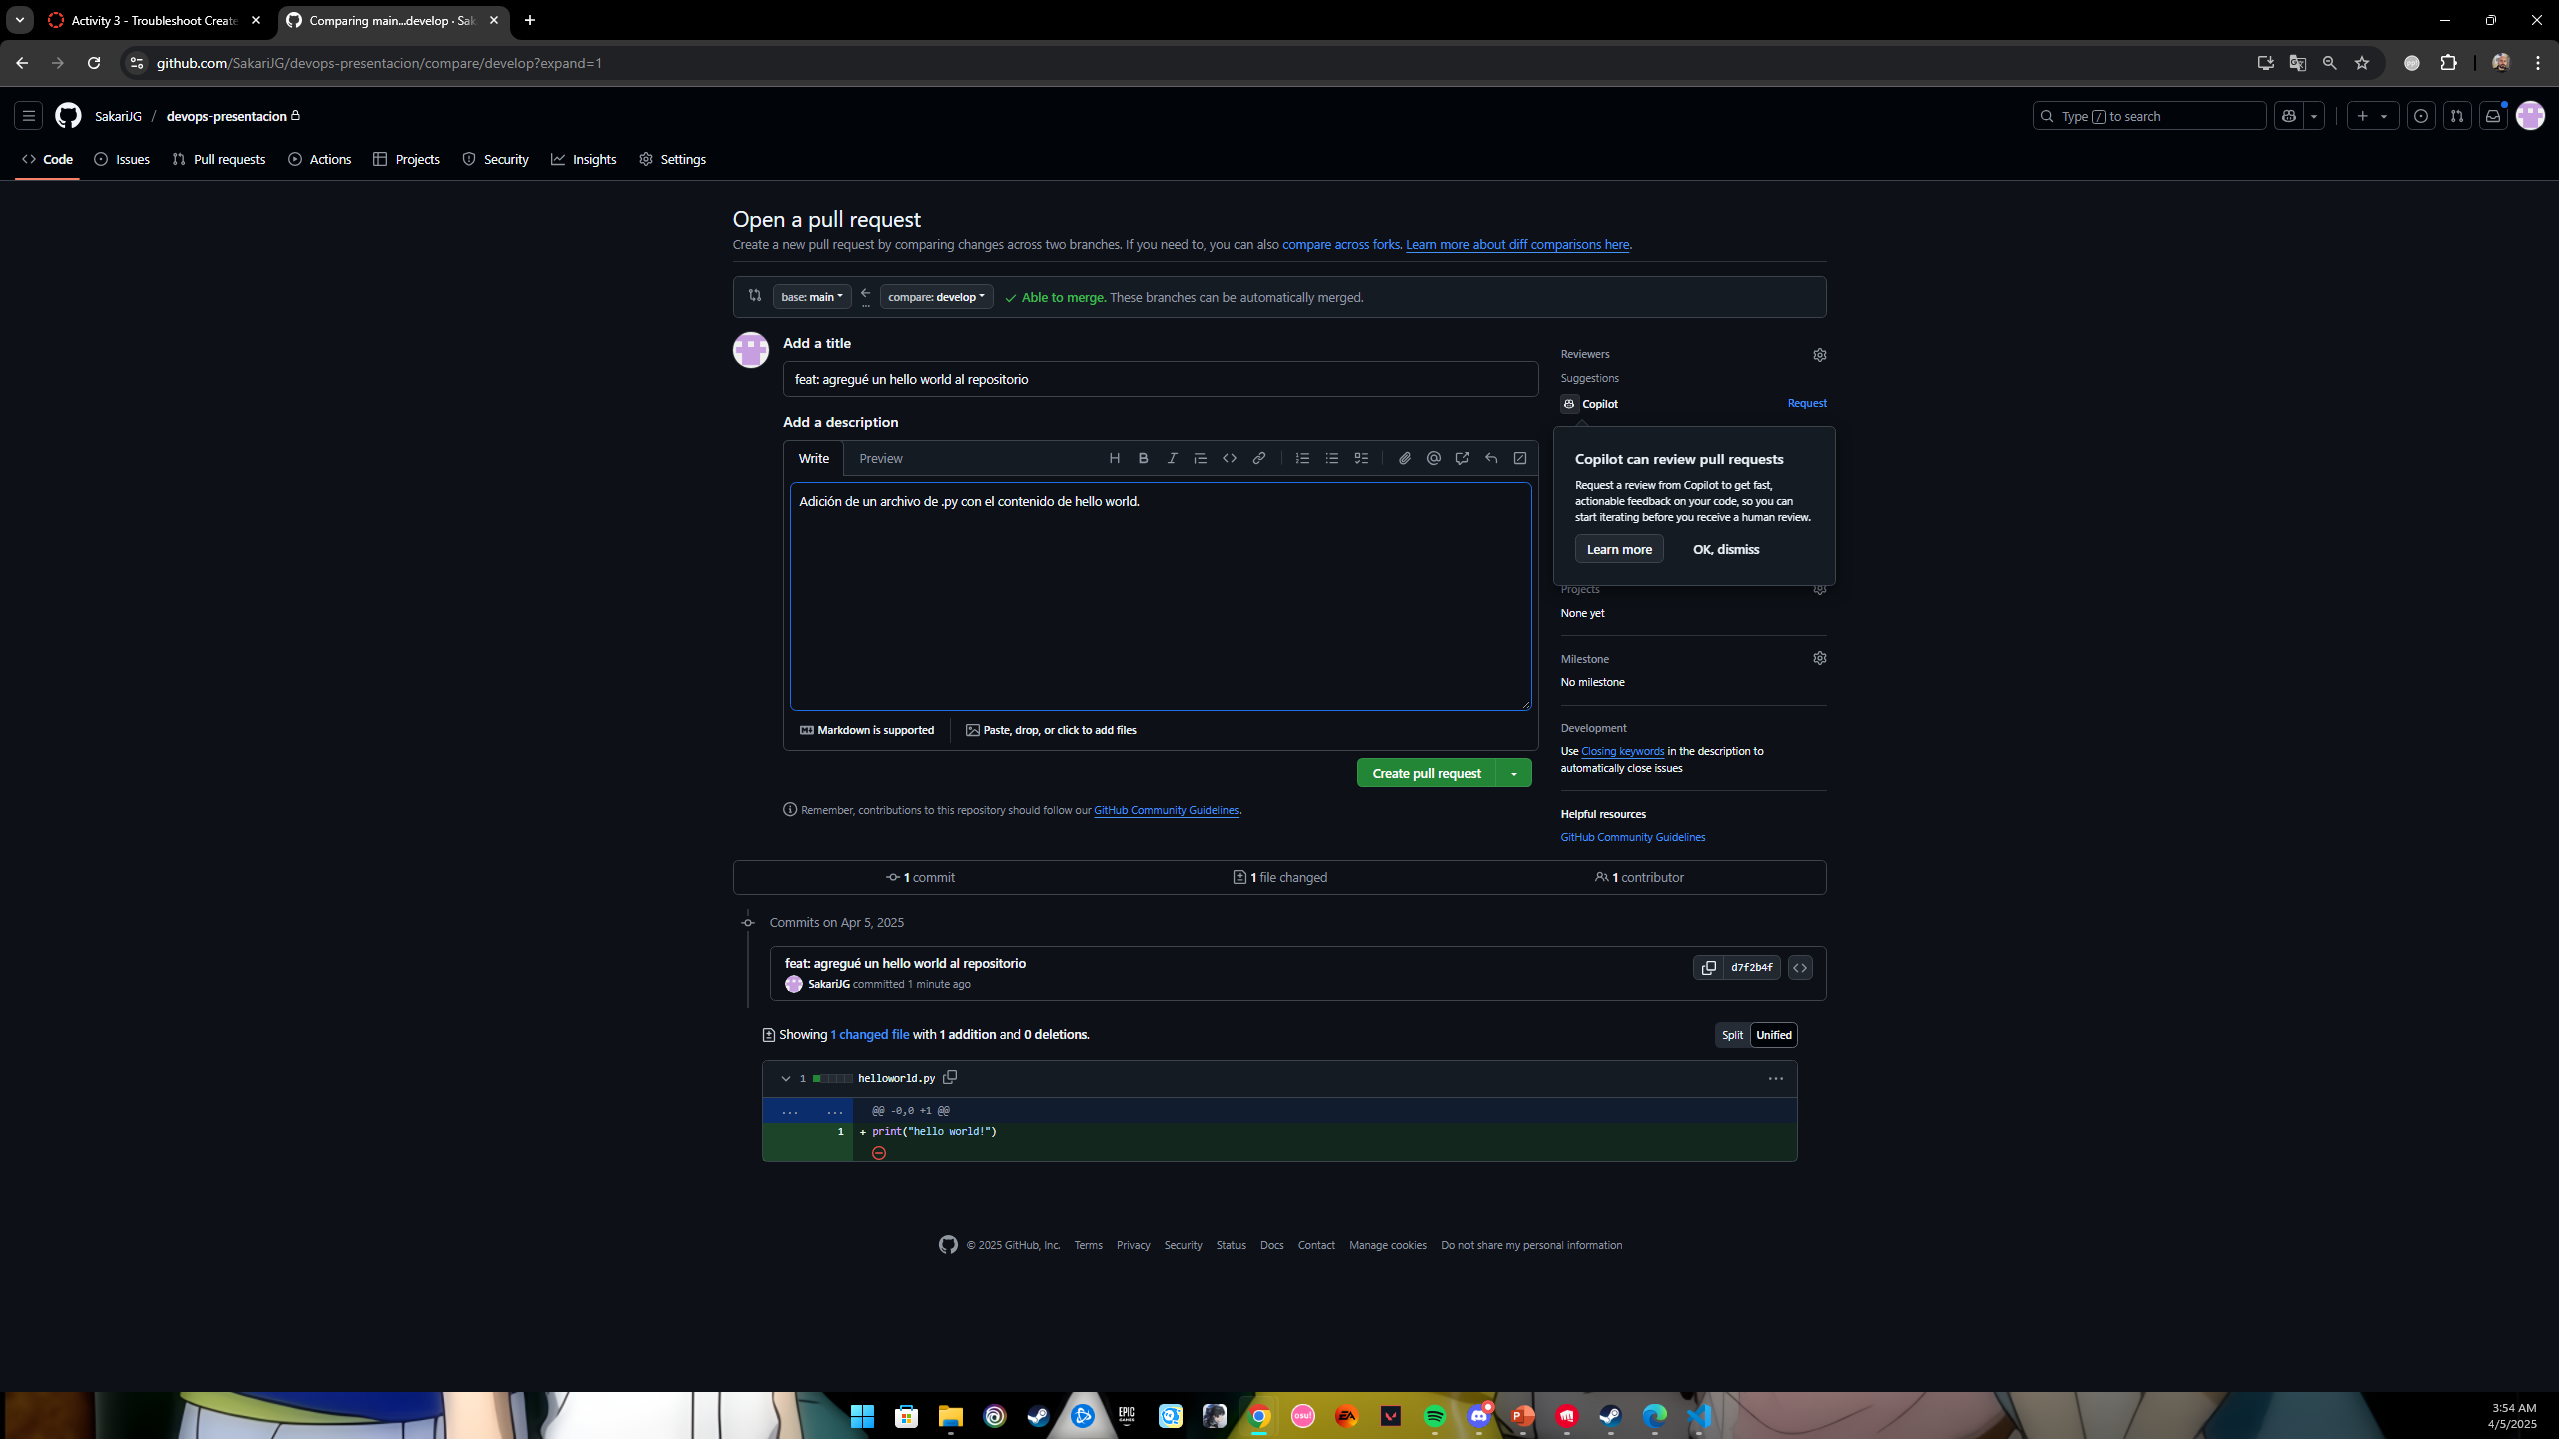 Activity 3 - Troubleshoot Create
Comparing main...develop · Sak
github.com/SakariJG/devops-presentacion/compare/develop?expand=1
SakariJG / devops-presentacion
Type / to search
Code
Issues
Pull requests
Actions
Projects
Security
Insights
Settings
Open a pull request
Create a new pull request by comparing changes across two branches. If you need to, you can also compare across forks. Learn more about diff comparisons here.
base: main
compare: develop
Able to merge. These branches can be automatically merged.
Add a title
feat: agregué un hello world al repositorio
Add a description
Write
Preview
Adición de un archivo de .py con el contenido de hello world.
Markdown is supported
Paste, drop, or click to add files
Create pull request
Remember, contributions to this repository should follow our GitHub Community Guidelines.
Reviewers
Suggestions
Copilot
Request
Copilot can review pull requests
Request a review from Copilot to get fast,
actionable feedback on your code, so you can
start iterating before you receive a human review.
Learn more
OK, dismiss
Projects
None yet
Milestone
No milestone
Development
Use Closing keywords in the description to
automatically close issues
Helpful resources
GitHub Community Guidelines
1 commit
1 file changed
1 contributor
Commits on Apr 5, 2025
feat: agregué un hello world al repositorio
SakariJG committed 1 minute ago
d7f2b4f
Showing 1 changed file with 1 addition and 0 deletions.
Split
Unified
1
helloworld.py
@@ -0,0 +1 @@
1 + print("hello world!")
© 2025 GitHub, Inc.
Terms
Privacy
Security
Status
Docs
Contact
Manage cookies
Do not share my personal information
EPIC
GAMES
osu!
EA
3:54 AM
4/5/2025